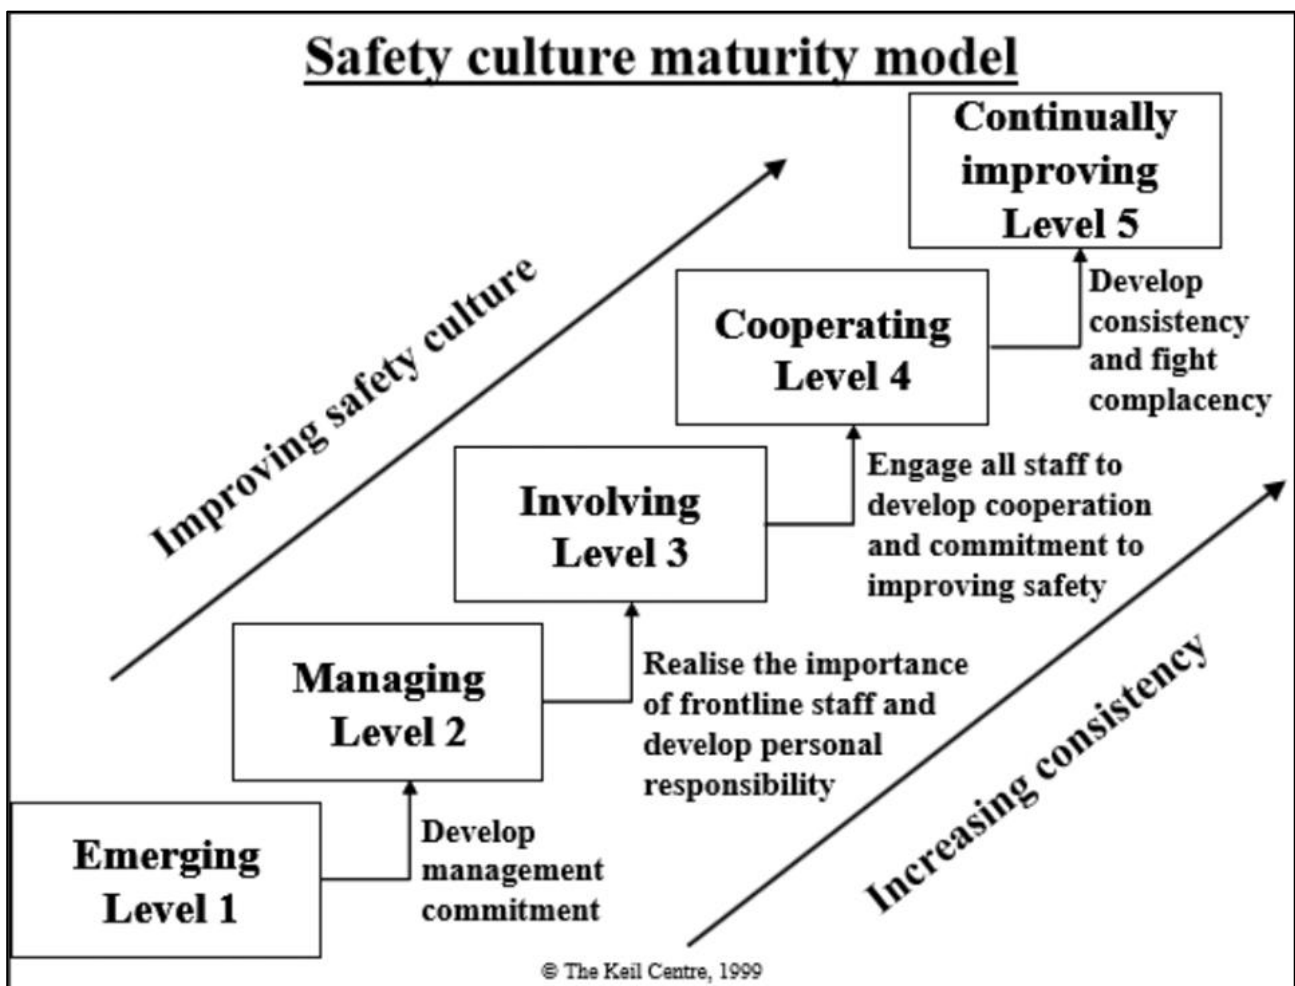 Safety culture maturity model
Continually
improving
Level 5
Improving safety culture
Develop
consistency
and fight
complacency
Cooperating
Level 4
Engage all staff to
develop cooperation
and commitment to
improving safety
Involving
Level 3
Realise the importance
of frontline staff and
develop personal
responsibility
Increasing consistency
Managing
Level 2
Develop
management
commitment
Emerging
Level 1
© The Keil Centre, 1999